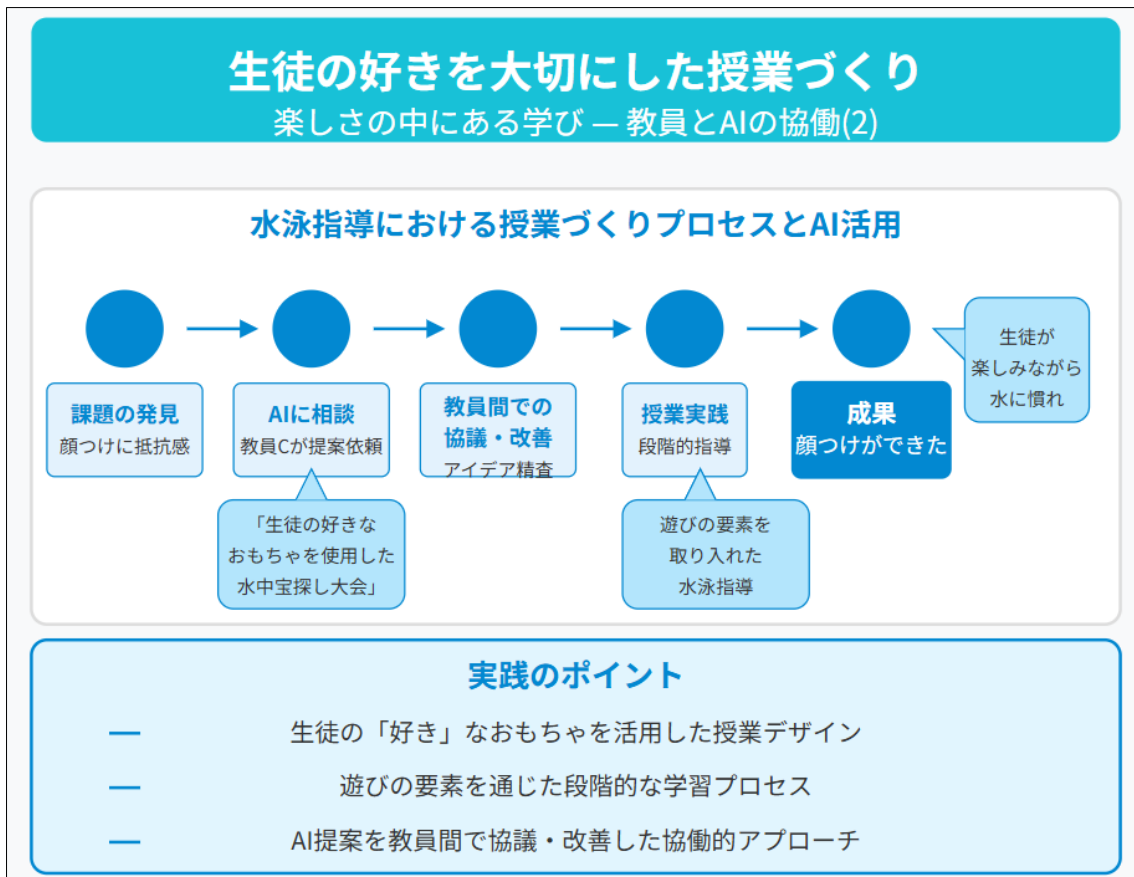 生徒の好きを大切にした授業づくり
楽しさの中にある学び — 教員とAIの協働(2)
水泳指導における授業づくりプロセスとAI活用
課題の発見
顔つけに抵抗感
AIに相談
教員Cが提案依頼
「生徒の好きな
おもちゃを使用した
水中宝探し大会」
教員間での
協議・改善
アイデア精査
授業実践
段階的指導
遊びの要素を
取り入れた
水泳指導
成果
顔つけができた
生徒が
楽しみながら
水に慣れ
実践のポイント
生徒の「好き」なおもちゃを活用した授業デザイン
遊びの要素を通じた段階的な学習プロセス
AI提案を教員間で協議・改善した協働的アプローチ